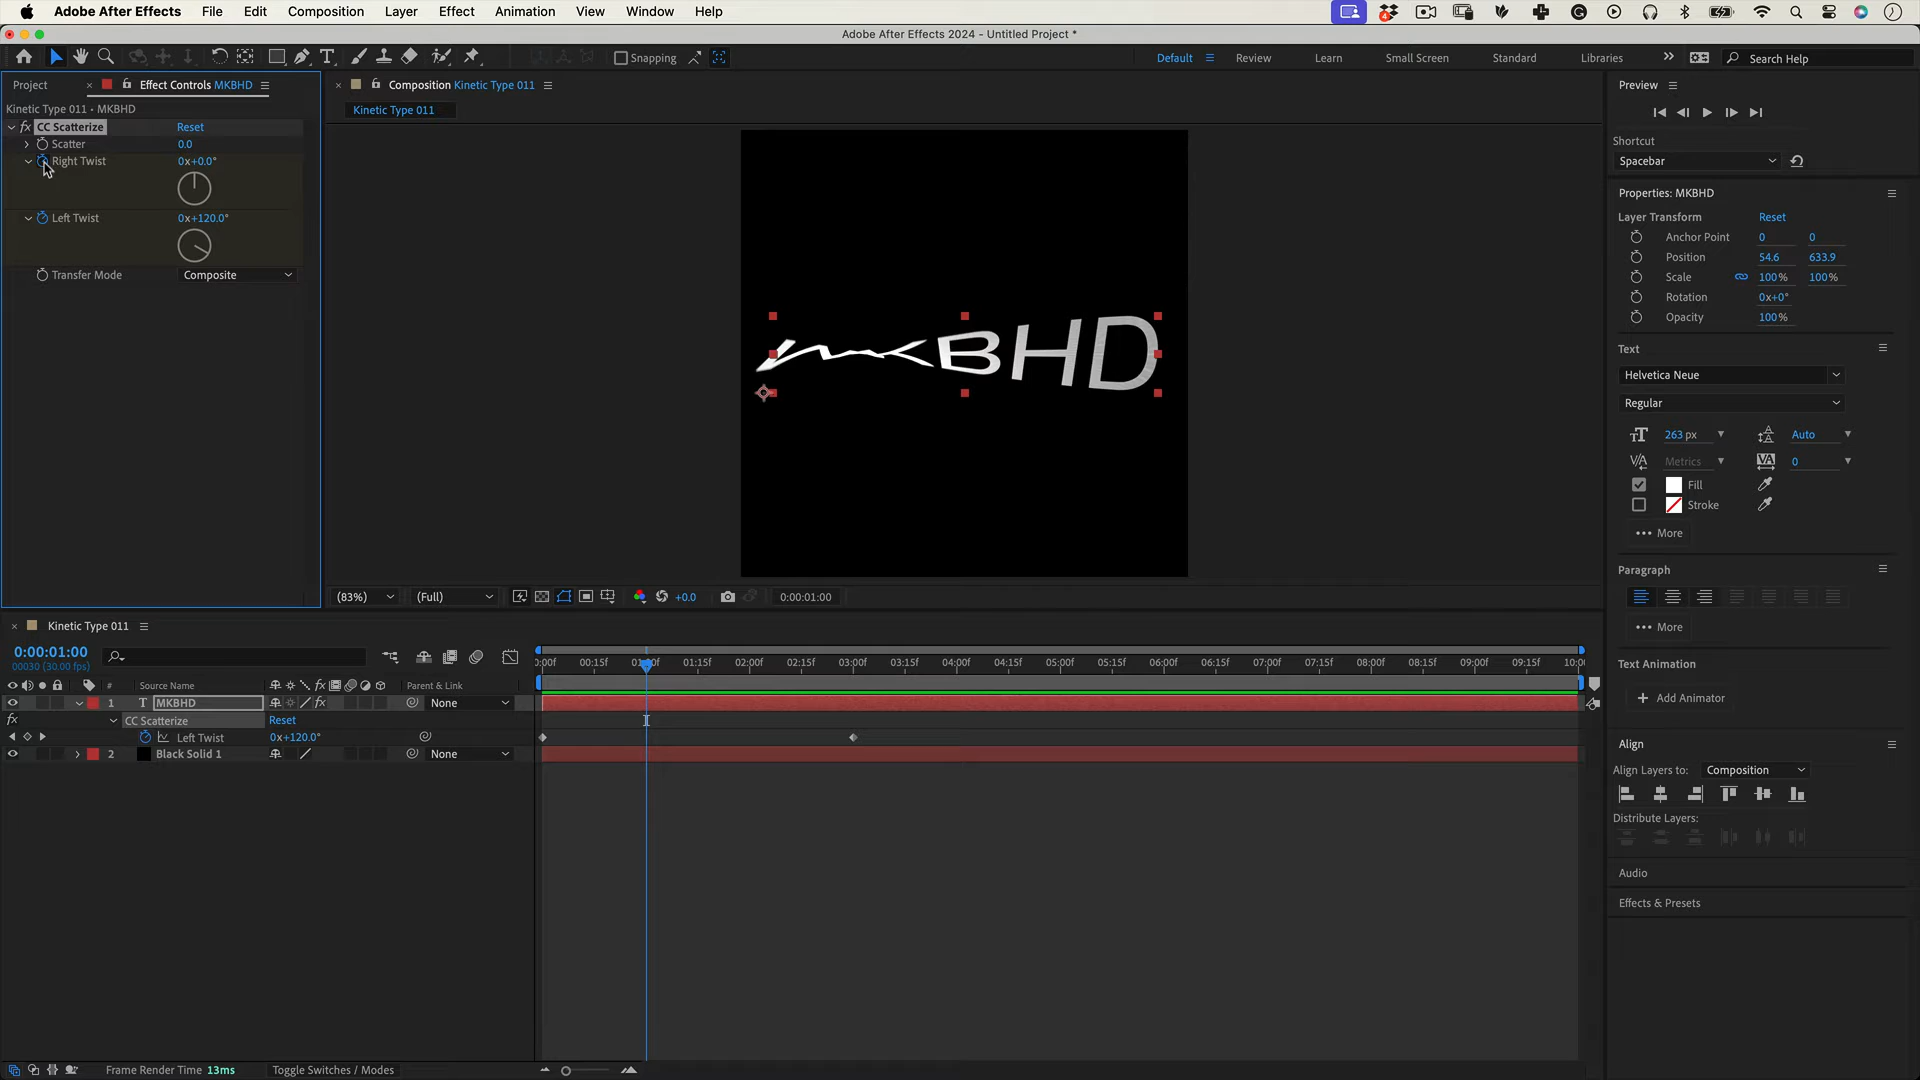 Adobe After Effects File Edit Composition Layer Effect Animation View Window Help
Adobe After Effects 2024 - Untitled Project *
Snapping Default Review Learn Small Screen Standard Libraries Search Help
Project Effect Controls MKBHD
Kinetic Type 011 • MKBHD
fx CC Scatterize Reset
Scatter 0.0
Right Twist 0x+0.0°
Left Twist 0x+120.0°
Transfer Mode Composite
Composition Kinetic Type 011
Kinetic Type 011
MKBHD
(83%) (Full) +0.0 0:00:01:00
Preview
Shortcut
Spacebar
Properties: MKBHD
Layer Transform Reset
Anchor Point 0 0
Position 54.6 633.9
Scale 100% 100%
Rotation 0x+0°
Opacity 100%
Text
Helvetica Neue
Regular
263 px Auto
Metrics 0
Fill
Stroke
More
Paragraph
More
Text Animation
Add Animator
Align
Align Layers to: Composition
Distribute Layers:
Audio
Effects & Presets
Kinetic Type 011
0:00:01:00
00030 (30.00 fps)
00:15f 01:15f 02:00f 02:15f 03:00f 03:15f 04:00f 04:15f 05:00f 05:15f 06:00f 06:15f 07:00f 07:15f 08:00f 08:15f 09:00f 09:15f
# Source Name fx Parent & Link
1 T MKBHD fx None
fx CC Scatterize Reset
Left Twist 0x+120.0°
2 Black Solid 1 None
Frame Render Time 13ms Toggle Switches / Modes